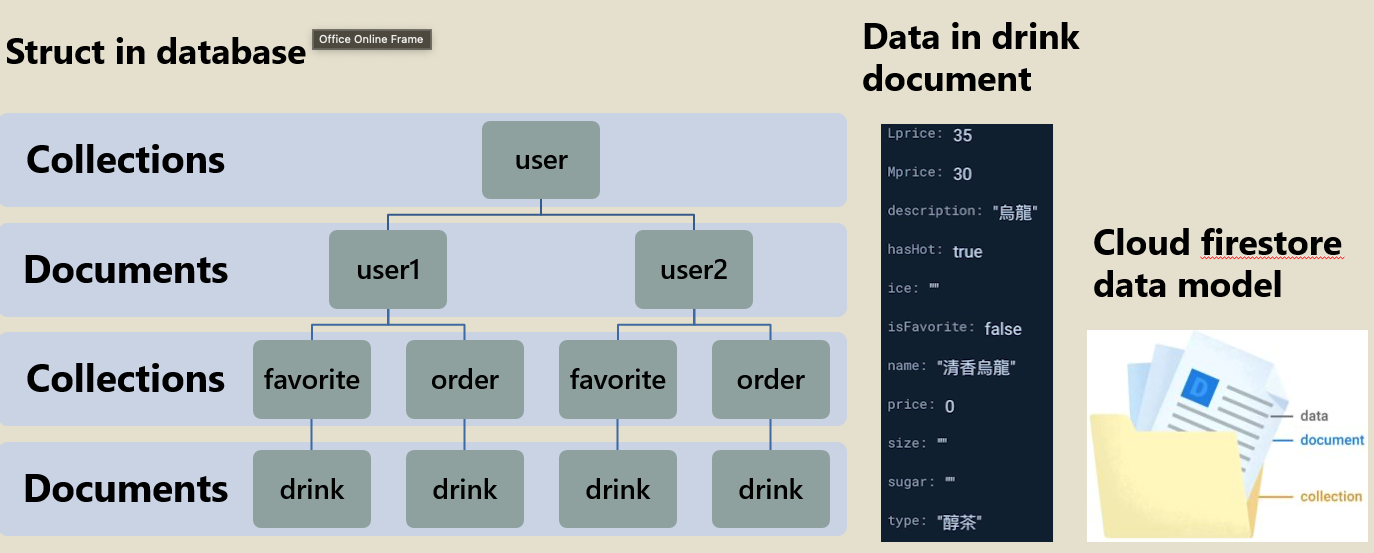 Struct in database
Office Online Frame
Collections
user
Documents
user1
user2
Collections
favorite
order
favorite
order
Documents
drink
drink
drink
drink
Data in drink
document
Lprice: 35
Mprice: 30
description: "烏龍"
hasHot: true
ice: ""
isFavorite: false
name: "清香烏龍"
price: 0
size: ""
sugar: ""
type: "醇茶"
Cloud firestore
data model
D
data
document
collection